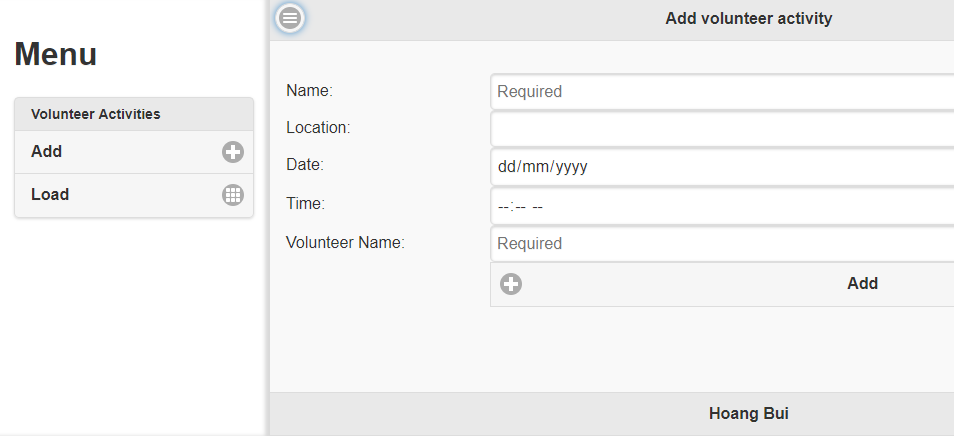 Menu
Volunteer Activities
Add
Load
Add volunteer activity
Name: Required
Location:
Date: dd/mm/yyyy
Time: --:-- --
Volunteer Name: Required
Add
Hoang Bui